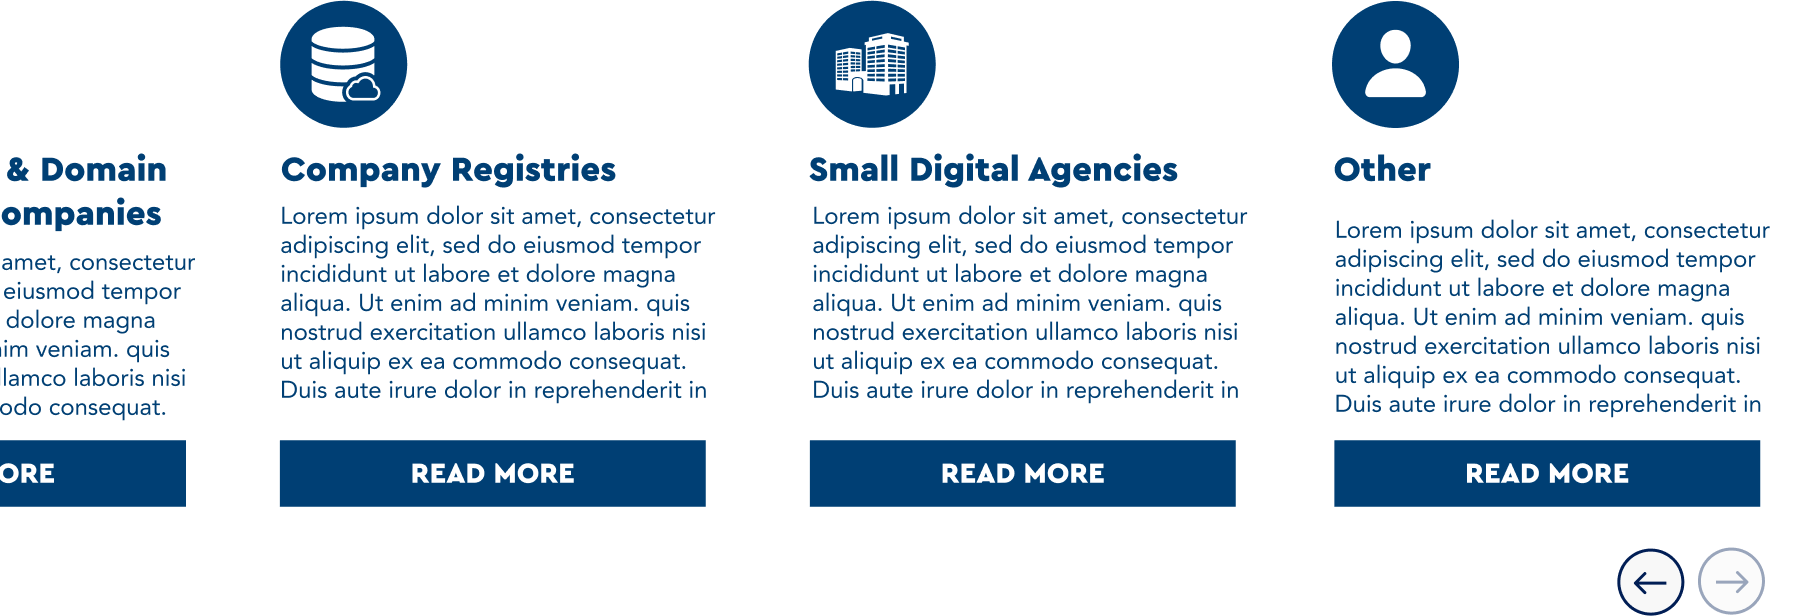 & Domain
ompanies
amet, consectetur
eiusmod tempor
dolore magna
im veniam. quis
llamco laboris nisi
odo consequat.
ORE
Company Registries
Lorem ipsum dolor sit amet, consectetur
adipiscing elit, sed do eiusmod tempor
incididunt ut labore et dolore magna
aliqua. Ut enim ad minim veniam. quis
nostrud exercitation ullamco laboris nisi
ut aliquip ex ea commodo consequat.
Duis aute irure dolor in reprehenderit in
READ MORE
Small Digital Agencies
Lorem ipsum dolor sit amet, consectetur
adipiscing elit, sed do eiusmod tempor
incididunt ut labore et dolore magna
aliqua. Ut enim ad minim veniam. quis
nostrud exercitation ullamco laboris nisi
ut aliquip ex ea commodo consequat.
Duis aute irure dolor in reprehenderit in
READ MORE
Other
Lorem ipsum dolor sit amet, consectetur
adipiscing elit, sed do eiusmod tempor
incididunt ut labore et dolore magna
aliqua. Ut enim ad minim veniam. quis
nostrud exercitation ullamco laboris nisi
ut aliquip ex ea commodo consequat.
Duis aute irure dolor in reprehenderit in
READ MORE